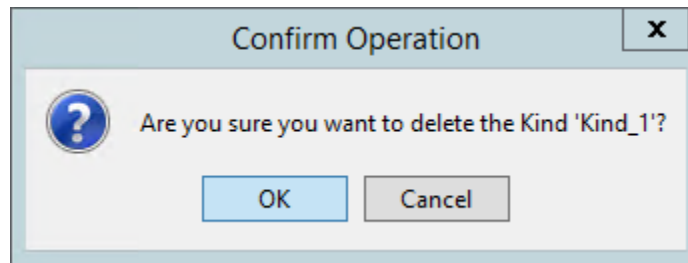 Confirm Operation
x
Are you sure you want to delete the Kind 'Kind_1'?
OK Cancel